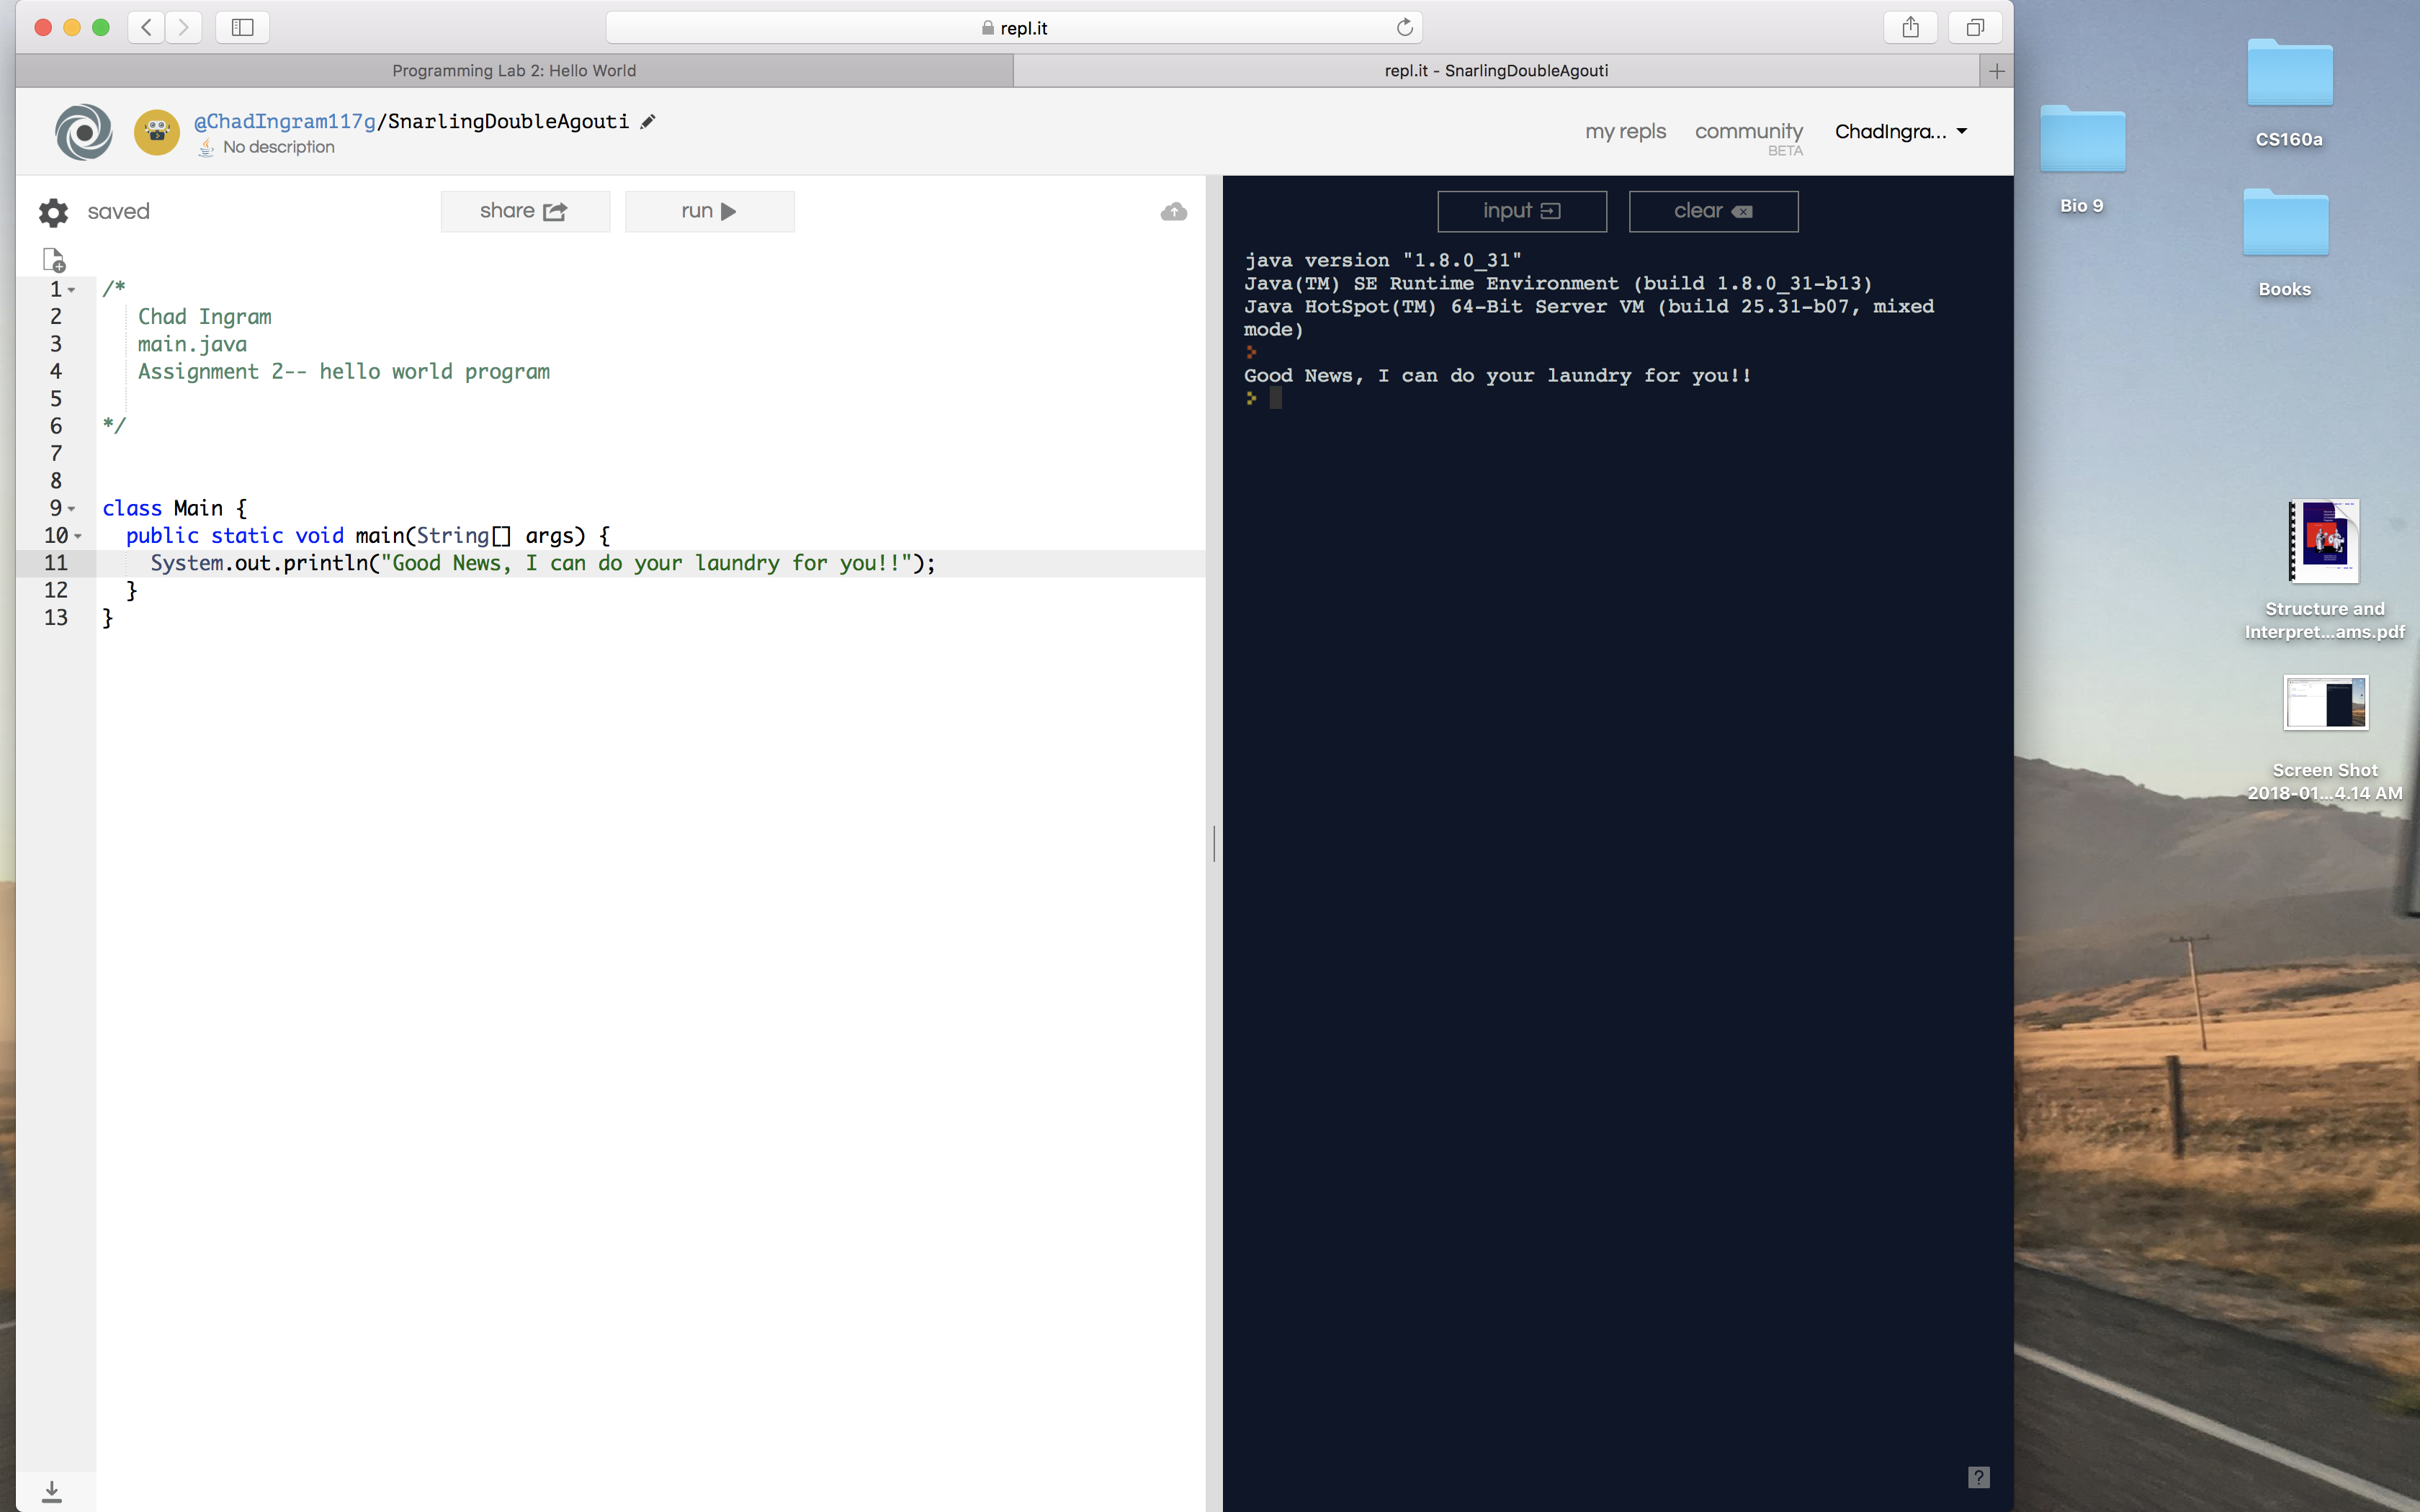 repl.it
Programming Lab 2: Hello World
repl.it - SnarlingDoubleAgouti
@ChadIngram117g/SnarlingDoubleAgouti
No description
my repls
community
BETA
ChadIngra...
saved
share
run
1 /*
2 Chad Ingram
3 main.java
4 Assignment 2-- hello world program
5
6 */
7
8
9 class Main {
10 public static void main(String[] args) {
11 System.out.println("Good News, I can do your laundry for you!!");
12 }
13 }
input
clear
java version "1.8.0_31"
Java(TM) SE Runtime Environment (build 1.8.0_31-b13)
Java HotSpot(TM) 64-Bit Server VM (build 25.31-b07, mixed
mode)
Good News, I can do your laundry for you!!
?
CS160a
Bio 9
Books
Structure and
Interpret...ams.pdf
Screen Shot
2018-01...4.14 AM